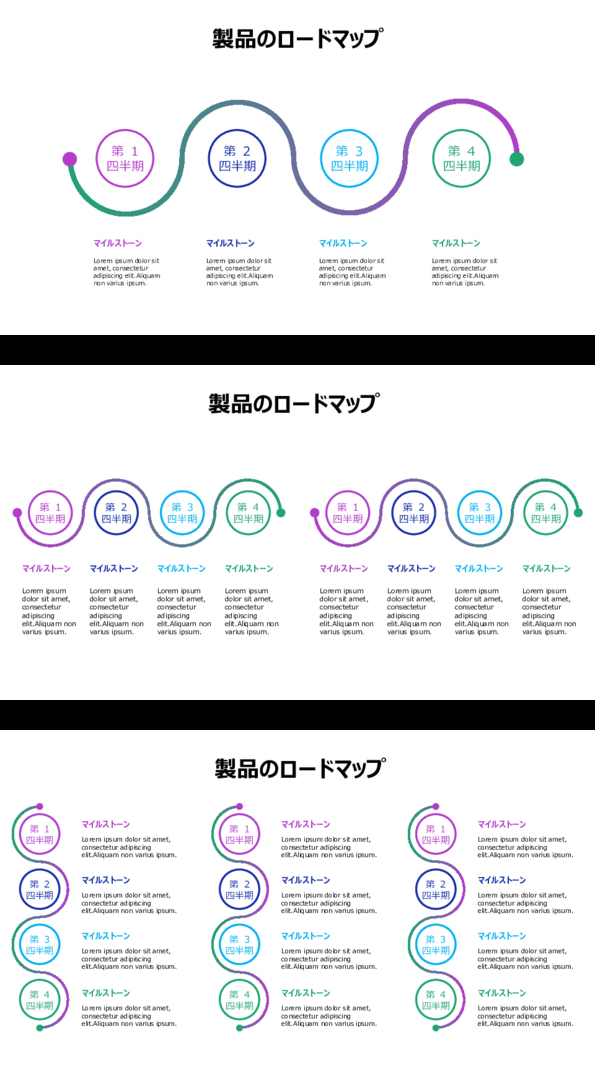 製品のロードマップ
第 1
四半期
第 2
四半期
第 3
四半期
第 4
四半期
マイルストーン
Lorem ipsum dolor sit
amet, consectetur
adipiscing elit.Aliquam
non varius ipsum.
マイルストーン
Lorem ipsum dolor sit
amet, consectetur
adipiscing elit.Aliquam
non varius ipsum.
マイルストーン
Lorem ipsum dolor sit
amet, consectetur
adipiscing elit.Aliquam
non varius ipsum.
マイルストーン
Lorem ipsum dolor sit
amet, consectetur
adipiscing elit.Aliquam
non varius ipsum.
製品のロードマップ
第 1
四半期
第 2
四半期
第 3
四半期
第 4
四半期
マイルストーン
Lorem ipsum
dolor sit amet,
consectetur
adipiscing
elit.Aliquam non
varius ipsum.
マイルストーン
Lorem ipsum
dolor sit amet,
consectetur
adipiscing
elit.Aliquam non
varius ipsum.
マイルストーン
Lorem ipsum
dolor sit amet,
consectetur
adipiscing
elit.Aliquam non
varius ipsum.
マイルストーン
Lorem ipsum
dolor sit amet,
consectetur
adipiscing
elit.Aliquam non
varius ipsum.
第 1
四半期
第 2
四半期
第 3
四半期
第 4
四半期
マイルストーン
Lorem ipsum
dolor sit amet,
consectetur
adipiscing
elit.Aliquam non
varius ipsum.
マイルストーン
Lorem ipsum
dolor sit amet,
consectetur
adipiscing
elit.Aliquam non
varius ipsum.
マイルストーン
Lorem ipsum
dolor sit amet,
consectetur
adipiscing
elit.Aliquam non
varius ipsum.
マイルストーン
Lorem ipsum
dolor sit amet,
consectetur
adipiscing
elit.Aliquam non
varius ipsum.
製品のロードマップ
第 1
四半期
マイルストーン
Lorem ipsum dolor sit amet,
consectetur adipiscing
elit.Aliquam non varius ipsum.
第 2
四半期
マイルストーン
Lorem ipsum dolor sit amet,
consectetur adipiscing
elit.Aliquam non varius ipsum.
第 3
四半期
マイルストーン
Lorem ipsum dolor sit amet,
consectetur adipiscing
elit.Aliquam non varius ipsum.
第 4
四半期
マイルストーン
Lorem ipsum dolor sit amet,
consectetur adipiscing
elit.Aliquam non varius ipsum.
第 1
四半期
マイルストーン
Lorem ipsum dolor sit amet,
consectetur adipiscing
elit.Aliquam non varius ipsum.
第 2
四半期
マイルストーン
Lorem ipsum dolor sit amet,
consectetur adipiscing
elit.Aliquam non varius ipsum.
第 3
四半期
マイルストーン
Lorem ipsum dolor sit amet,
consectetur adipiscing
elit.Aliquam non varius ipsum.
第 4
四半期
マイルストーン
Lorem ipsum dolor sit amet,
consectetur adipiscing
elit.Aliquam non varius ipsum.
第 1
四半期
マイルストーン
Lorem ipsum dolor sit amet,
consectetur adipiscing
elit.Aliquam non varius ipsum.
第 2
四半期
マイルストーン
Lorem ipsum dolor sit amet,
consectetur adipiscing
elit.Aliquam non varius ipsum.
第 3
四半期
マイルストーン
Lorem ipsum dolor sit amet,
consectetur adipiscing
elit.Aliquam non varius ipsum.
第 4
四半期
マイルストーン
Lorem ipsum dolor sit amet,
consectetur adipiscing
elit.Aliquam non varius ipsum.